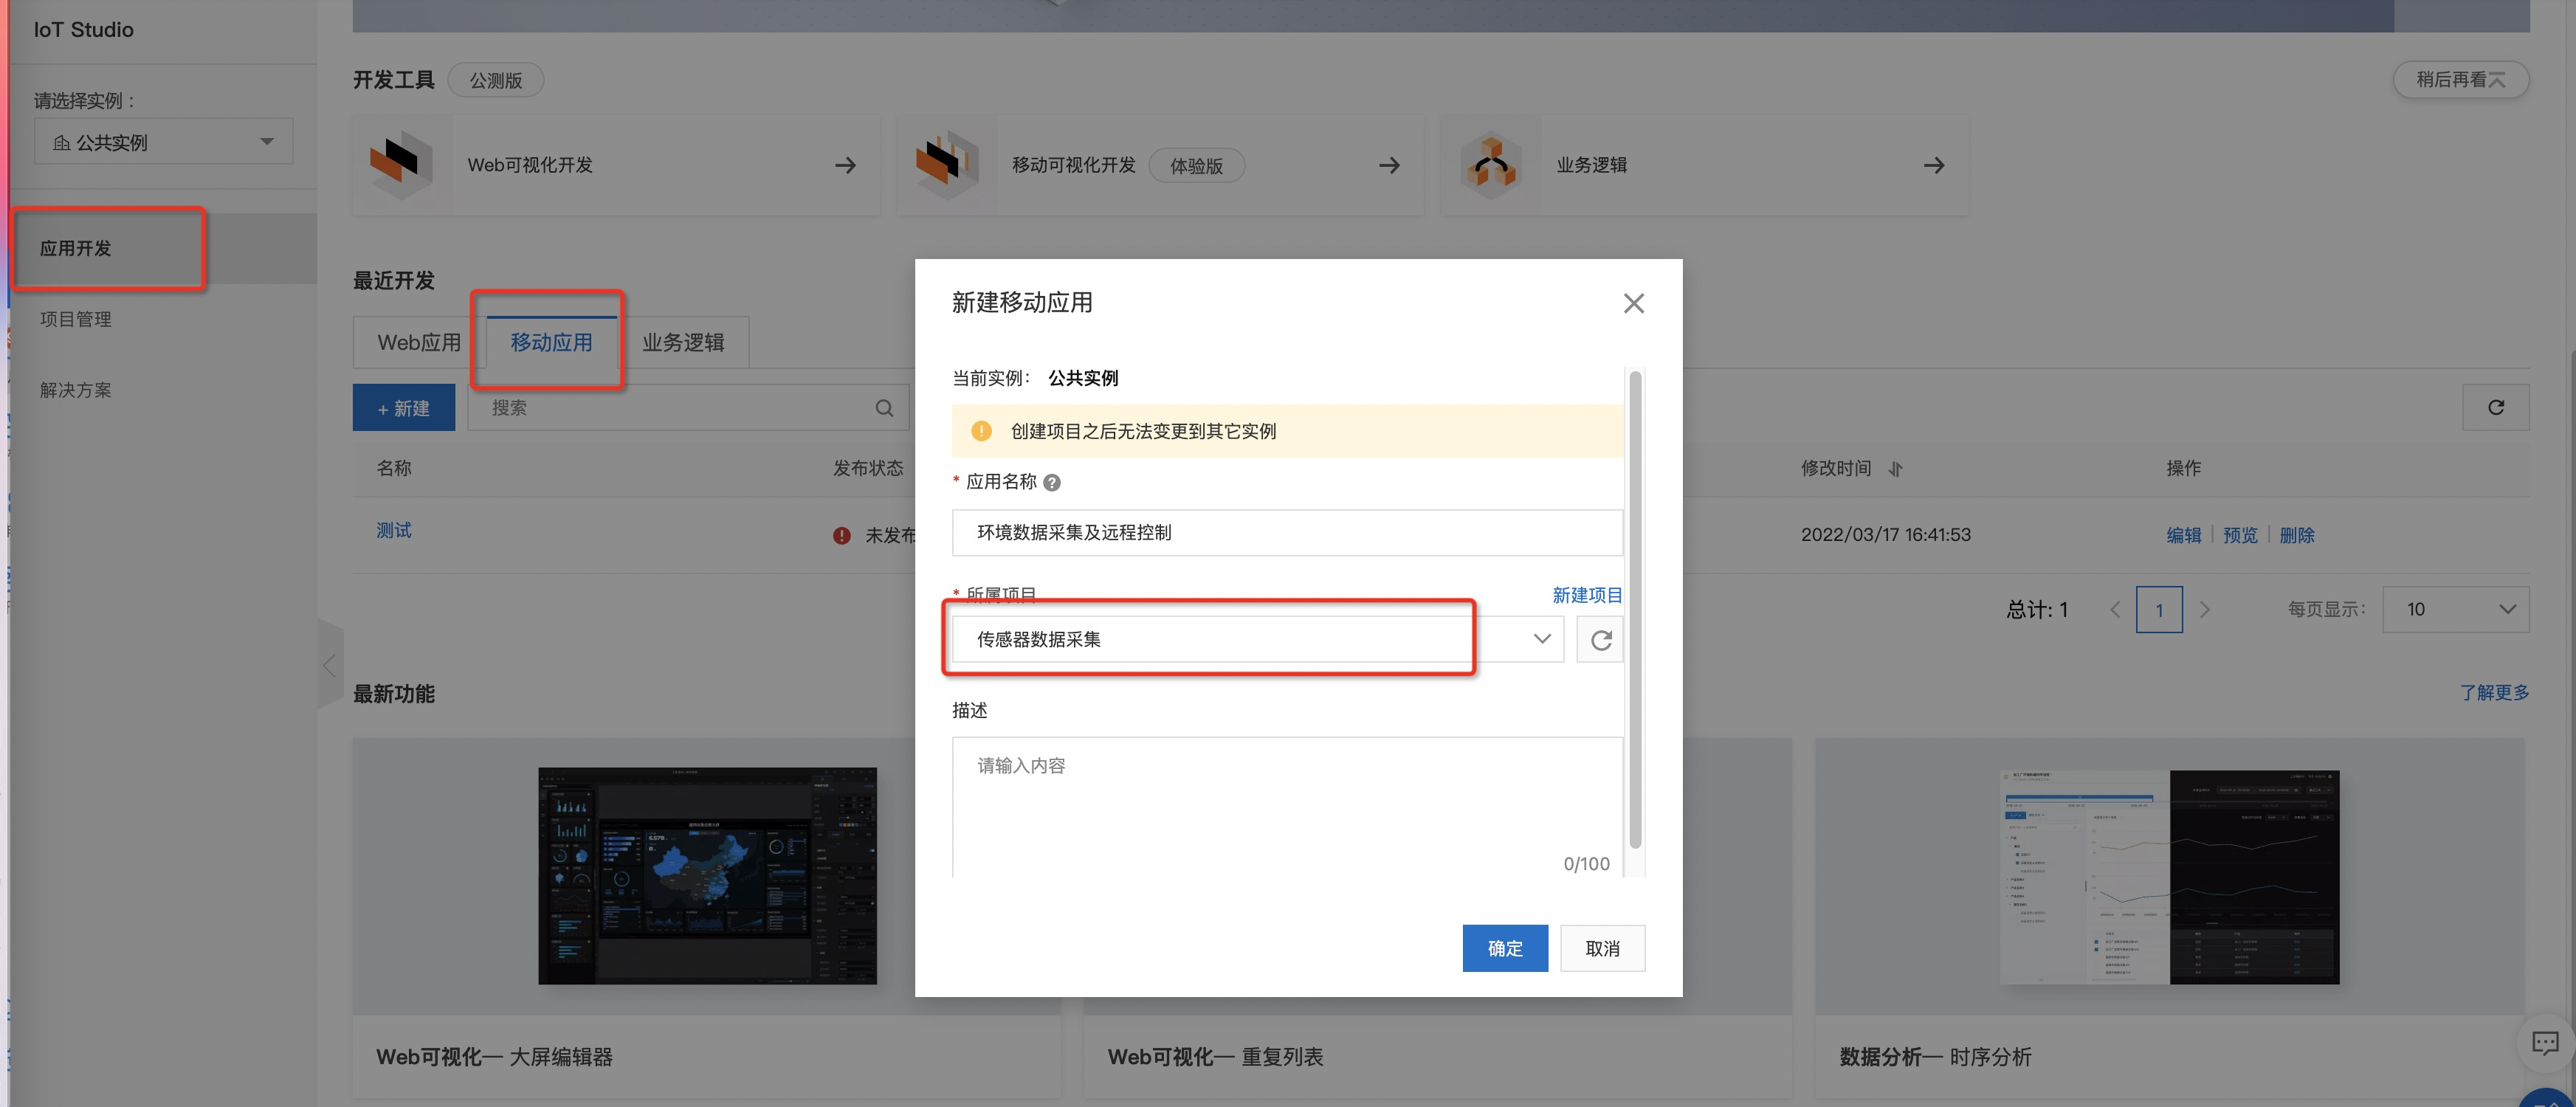 IoT Studio
请选择实例：
公共实例
应用开发
项目管理
解决方案
开发工具 公测版
稍后再看
Web可视化开发
移动可视化开发 体验版
业务逻辑
最近开发
Web应用 移动应用 业务逻辑
+ 新建 搜索
名称 发布状态 修改时间 操作
测试 未发布 2022/03/17 16:41:53 编辑 预览 删除
总计: 1 1 每页显示: 10
最新功能 了解更多
Web可视化— 大屏编辑器
Web可视化— 重复列表
数据分析— 时序分析
新建移动应用
当前实例: 公共实例
创建项目之后无法变更到其它实例
* 应用名称
环境数据采集及远程控制
* 所属项目 新建项目
传感器数据采集
描述
请输入内容
0/100
确定 取消